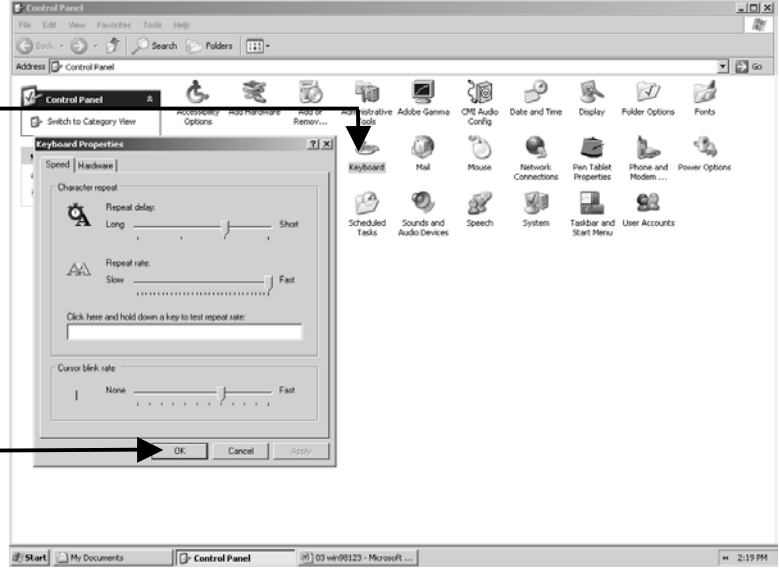 Control Panel
File Edit View Favorites Tools Help
Back Search Folders
Address Control Panel Go
Control Panel
Switch to Category View
Accessibility Options
Add Hardware
Add or Remov...
Administrative Tools
Adobe Gamma
CMI Audio Config
Date and Time
Display
Folder Options
Fonts
Keyboard
Mail
Mouse
Network Connections
Pen Tablet Properties
Phone and Modem ...
Power Options
Scheduled Tasks
Sounds and Audio Devices
Speech
System
Taskbar and Start Menu
User Accounts
Keyboard Properties
Speed Hardware
Character repeat
Repeat delay:
Long Short
Repeat rate:
Slow Fast
Click here and hold down a key to test repeat rate:
Cursor blink rate
None Fast
OK Cancel Apply
Start My Documents Control Panel 03 win98123 - Microsoft ... 2:19 PM